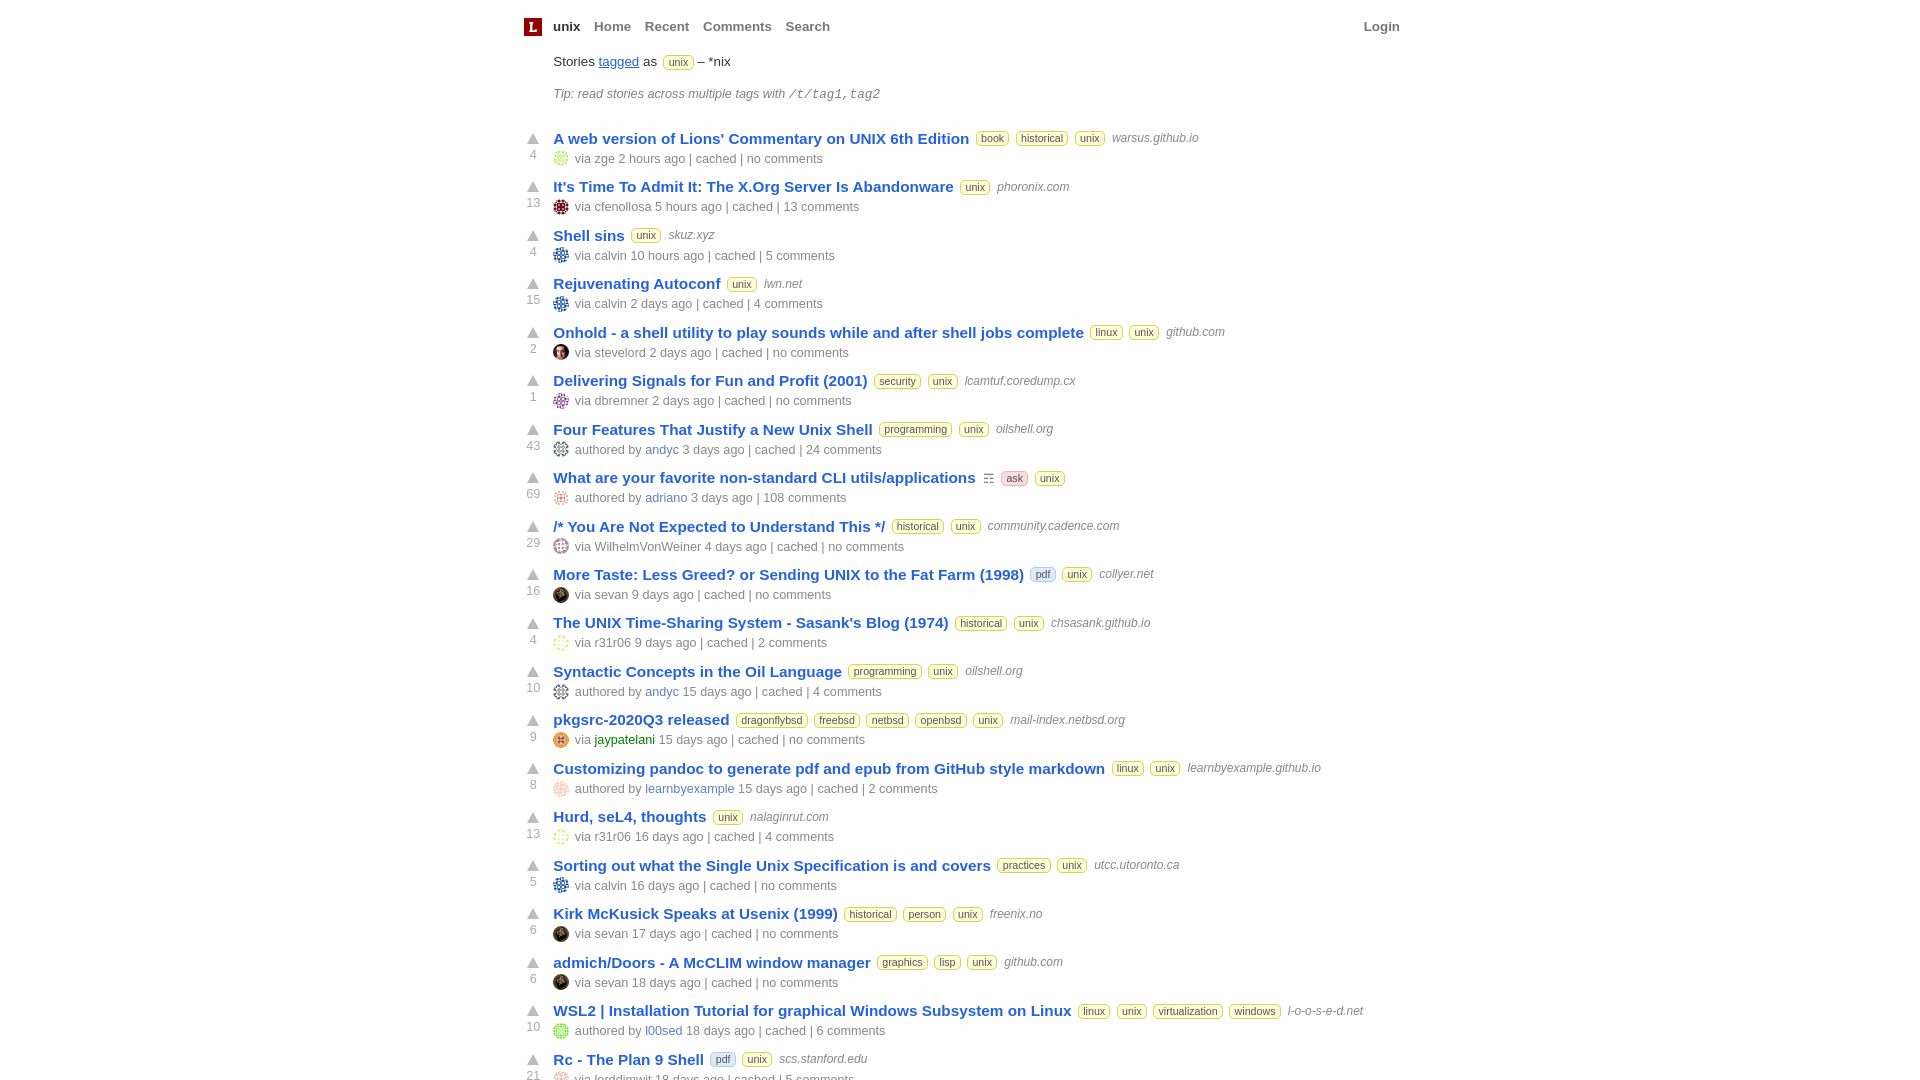 L unix Home Recent Comments Search Login
Stories tagged as unix – *nix
Tip: read stories across multiple tags with /t/tag1,tag2
A web version of Lions' Commentary on UNIX 6th Edition book historical unix warsus.github.io
4 via zge 2 hours ago | cached | no comments
It's Time To Admit It: The X.Org Server Is Abandonware unix phoronix.com
13 via cfenollosa 5 hours ago | cached | 13 comments
Shell sins unix skuz.xyz
4 via calvin 10 hours ago | cached | 5 comments
Rejuvenating Autoconf unix lwn.net
15 via calvin 2 days ago | cached | 4 comments
Onhold - a shell utility to play sounds while and after shell jobs complete linux unix github.com
2 via stevelord 2 days ago | cached | no comments
Delivering Signals for Fun and Profit (2001) security unix lcamtuf.coredump.cx
1 via dbremner 2 days ago | cached | no comments
Four Features That Justify a New Unix Shell programming unix oilshell.org
43 authored by andyc 3 days ago | cached | 24 comments
What are your favorite non-standard CLI utils/applications ☶ ask unix
69 authored by adriano 3 days ago | 108 comments
/* You Are Not Expected to Understand This */ historical unix community.cadence.com
29 via WilhelmVonWeiner 4 days ago | cached | no comments
More Taste: Less Greed? or Sending UNIX to the Fat Farm (1998) pdf unix collyer.net
16 via sevan 9 days ago | cached | no comments
The UNIX Time-Sharing System - Sasank's Blog (1974) historical unix chsasank.github.io
4 via r31r06 9 days ago | cached | 2 comments
Syntactic Concepts in the Oil Language programming unix oilshell.org
10 authored by andyc 15 days ago | cached | 4 comments
pkgsrc-2020Q3 released dragonflybsd freebsd netbsd openbsd unix mail-index.netbsd.org
9 via jaypatelani 15 days ago | cached | no comments
Customizing pandoc to generate pdf and epub from GitHub style markdown linux unix learnbyexample.github.io
8 authored by learnbyexample 15 days ago | cached | 2 comments
Hurd, seL4, thoughts unix nalaginrut.com
13 via r31r06 16 days ago | cached | 4 comments
Sorting out what the Single Unix Specification is and covers practices unix utcc.utoronto.ca
5 via calvin 16 days ago | cached | no comments
Kirk McKusick Speaks at Usenix (1999) historical person unix freenix.no
6 via sevan 17 days ago | cached | no comments
admich/Doors - A McCLIM window manager graphics lisp unix github.com
6 via sevan 18 days ago | cached | no comments
WSL2 | Installation Tutorial for graphical Windows Subsystem on Linux linux unix virtualization windows l-o-o-s-e-d.net
10 authored by l00sed 18 days ago | cached | 6 comments
Rc - The Plan 9 Shell pdf unix scs.stanford.edu
21 via lorddimwit 18 days ago | cached | 5 comments